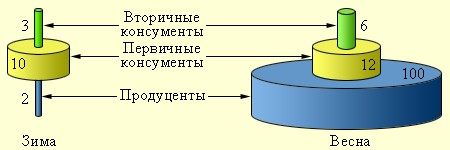 3
Вторичные
консументы
6
10
Первичные
консументы
12
100
2
Продуценты
Зима
Весна